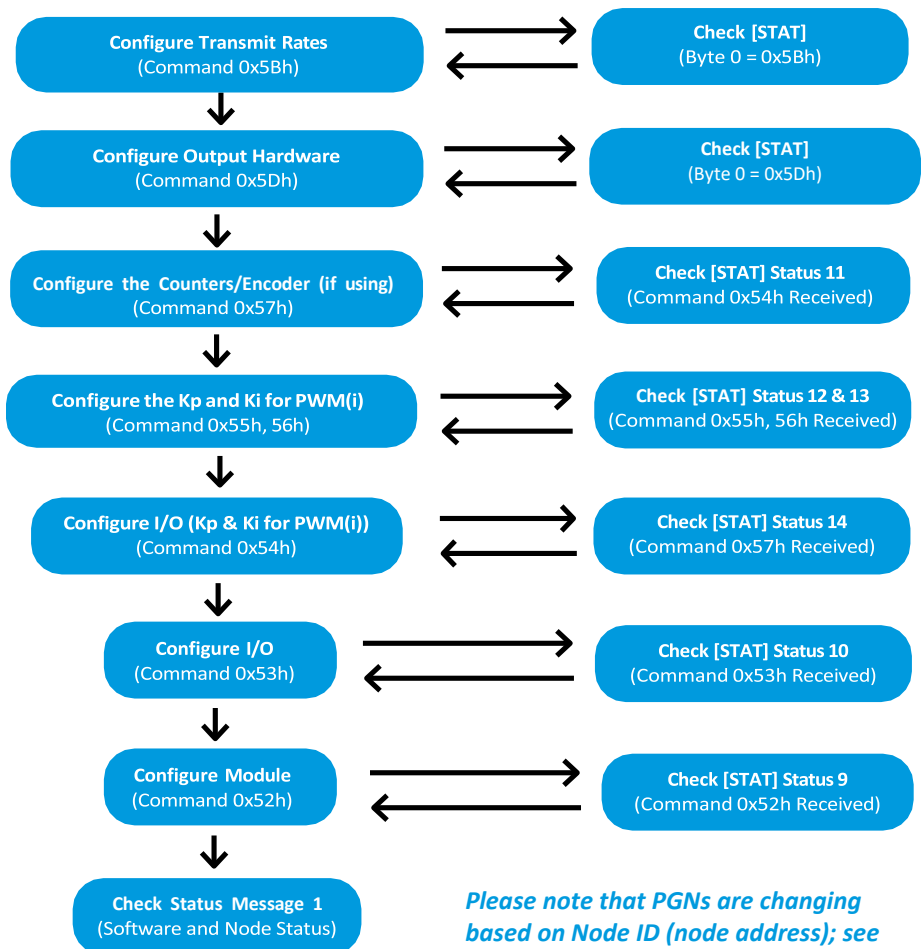 Configure Transmit Rates
(Command 0x5Bh)
Check [STAT]
(Byte 0 = 0x5Bh)
Configure Output Hardware
(Command 0x5Dh)
Check [STAT]
(Byte 0 = 0x5Dh)
Configure the Counters/Encoder (if using)
(Command 0x57h)
Check [STAT] Status 11
(Command 0x54h Received)
Configure the Kp and Ki for PWM(i)
(Command 0x55h, 56h)
Check [STAT] Status 12 & 13
(Command 0x55h, 56h Received)
Configure I/O (Kp & Ki for PWM(i))
(Command 0x54h)
Check [STAT] Status 14
(Command 0x57h Received)
Configure I/O
(Command 0x53h)
Check [STAT] Status 10
(Command 0x53h Received)
Configure Module
(Command 0x52h)
Check [STAT] Status 9
(Command 0x52h Received)
Check Status Message 1
(Software and Node Status)
Please note that PGNs are changing
based on Node ID (node address); see